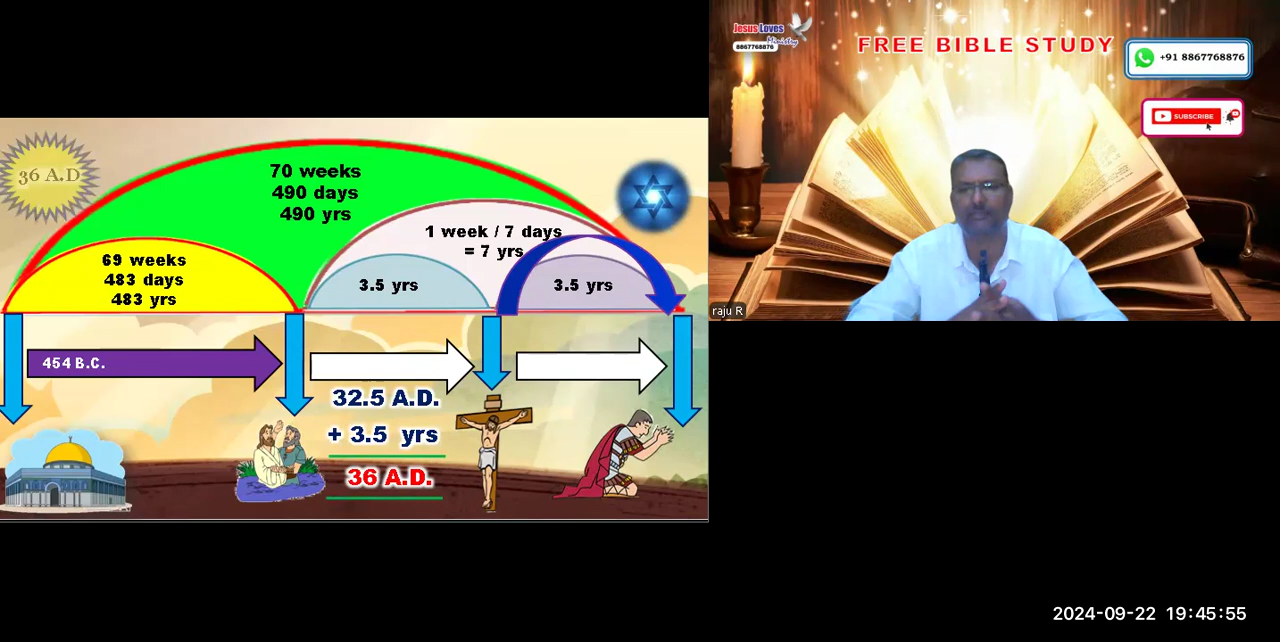 36 A.D
70 weeks
490 days
490 yrs
1 week / 7 days
= 7 yrs
69 weeks
483 days
483 yrs
3.5 yrs
3.5 yrs
454 B.C.
32.5 A.D.
+ 3.5 yrs
36 A.D.
Jesus Loves
Ministry
8867768876
FREE BIBLE STUDY
+91 8867768876
SUBSCRIBE
raju R
2024-09-22 19:45:55